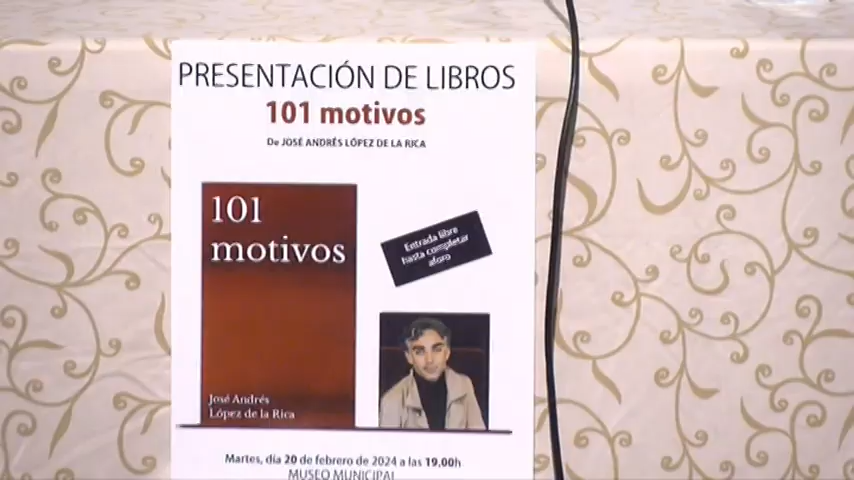 PRESENTACIÓN DE LIBROS
101 motivos
De JOSÉ ANDRÉS LÓPEZ DE LA RICA
101
motivos
Entrada libre
hasta completar
aforo
José Andrés
López de la Rica
Martes, día 20 de febrero de 2024 a las 19,00h
MUSEO MUNICIPAL